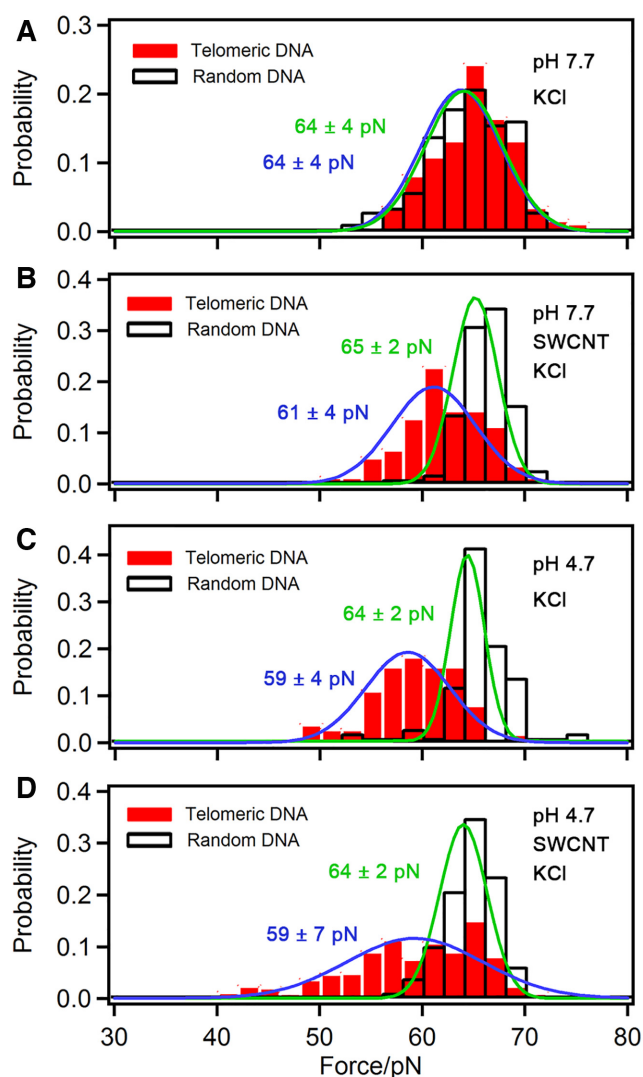 A
0.3
0.2
0.1
0.0
Probability
Telomeric DNA
Random DNA
pH 7.7
KCl
64 ± 4 pN
64 ± 4 pN
B
0.4
0.3
0.2
0.1
0.0
Probability
Telomeric DNA
Random DNA
pH 7.7
SWCNT
KCl
65 ± 2 pN
61 ± 4 pN
C
0.4
0.3
0.2
0.1
0.0
Probability
Telomeric DNA
Random DNA
pH 4.7
KCl
64 ± 2 pN
59 ± 4 pN
D
0.4
0.3
0.2
0.1
0.0
Probability
Telomeric DNA
Random DNA
pH 4.7
SWCNT
KCl
64 ± 2 pN
59 ± 7 pN
30 40 50 60 70 80
Force/pN